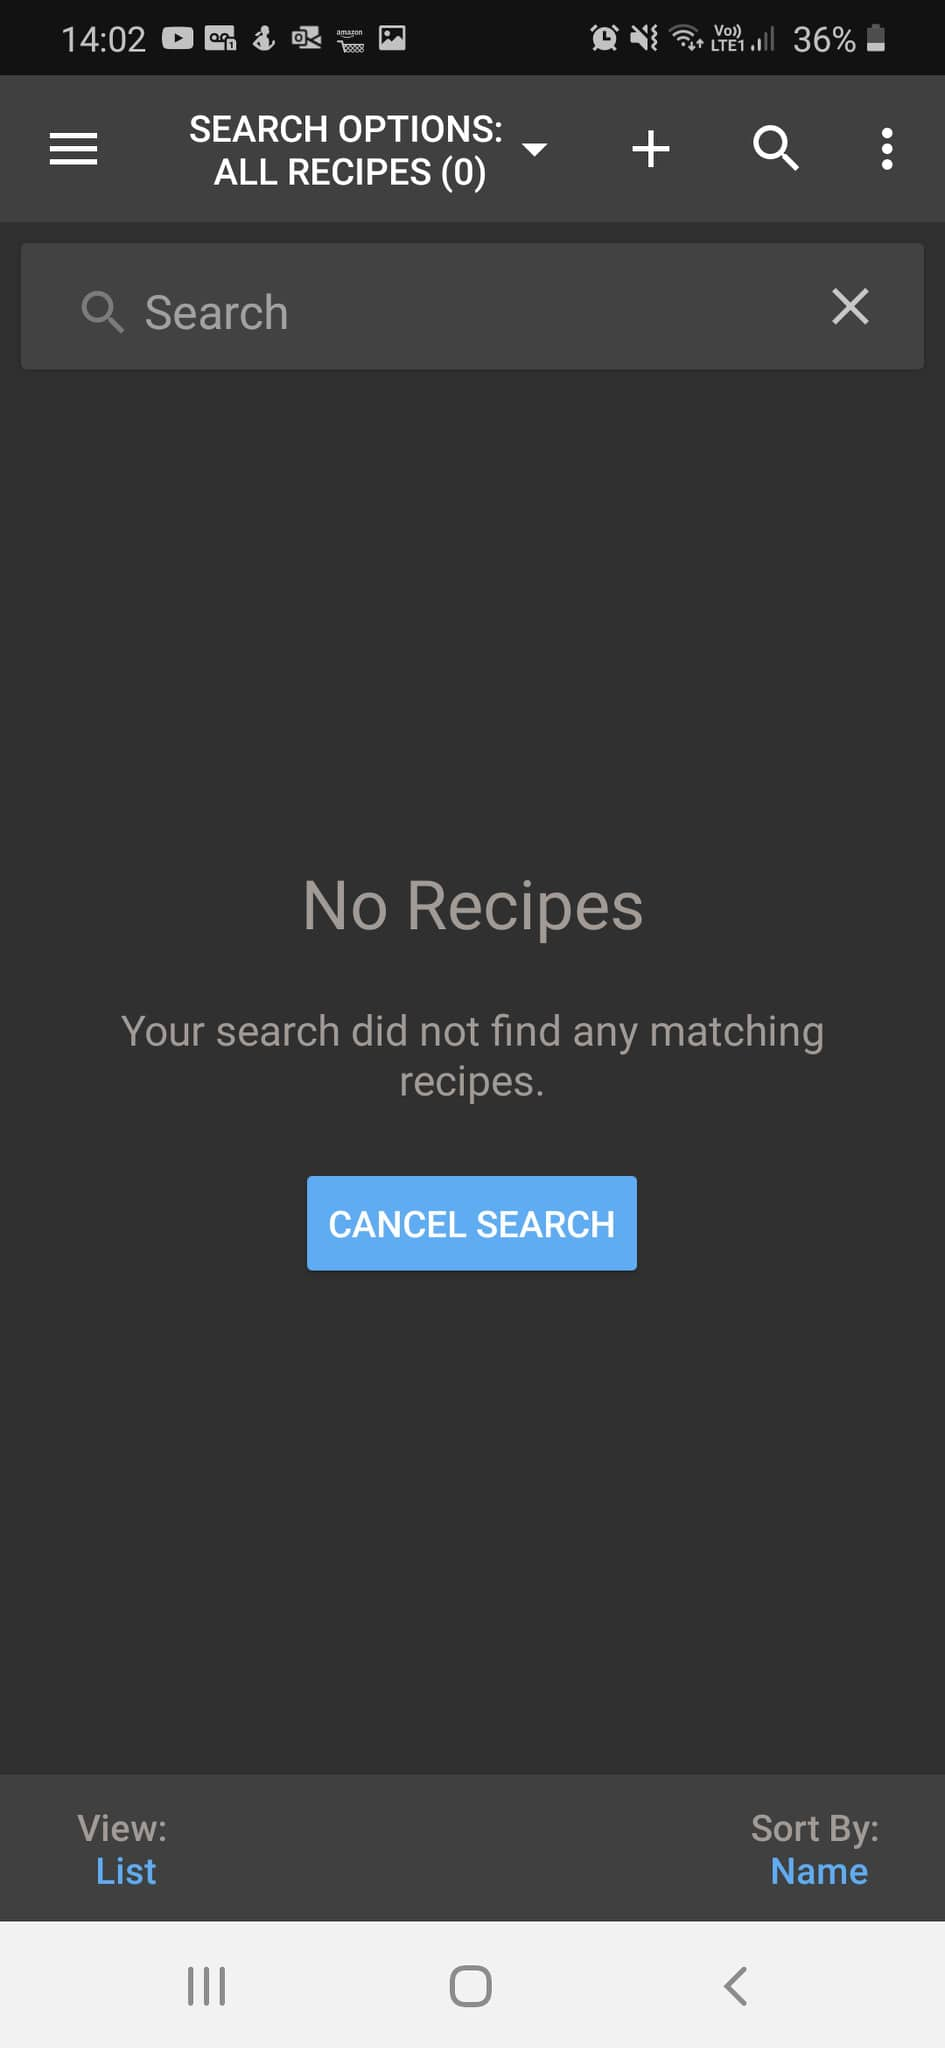 14:02
amazon
Vo))
LTE1
36%
SEARCH OPTIONS:
ALL RECIPES (0)
Search
No Recipes
Your search did not find any matching
recipes.
CANCEL SEARCH
View:
List
Sort By:
Name